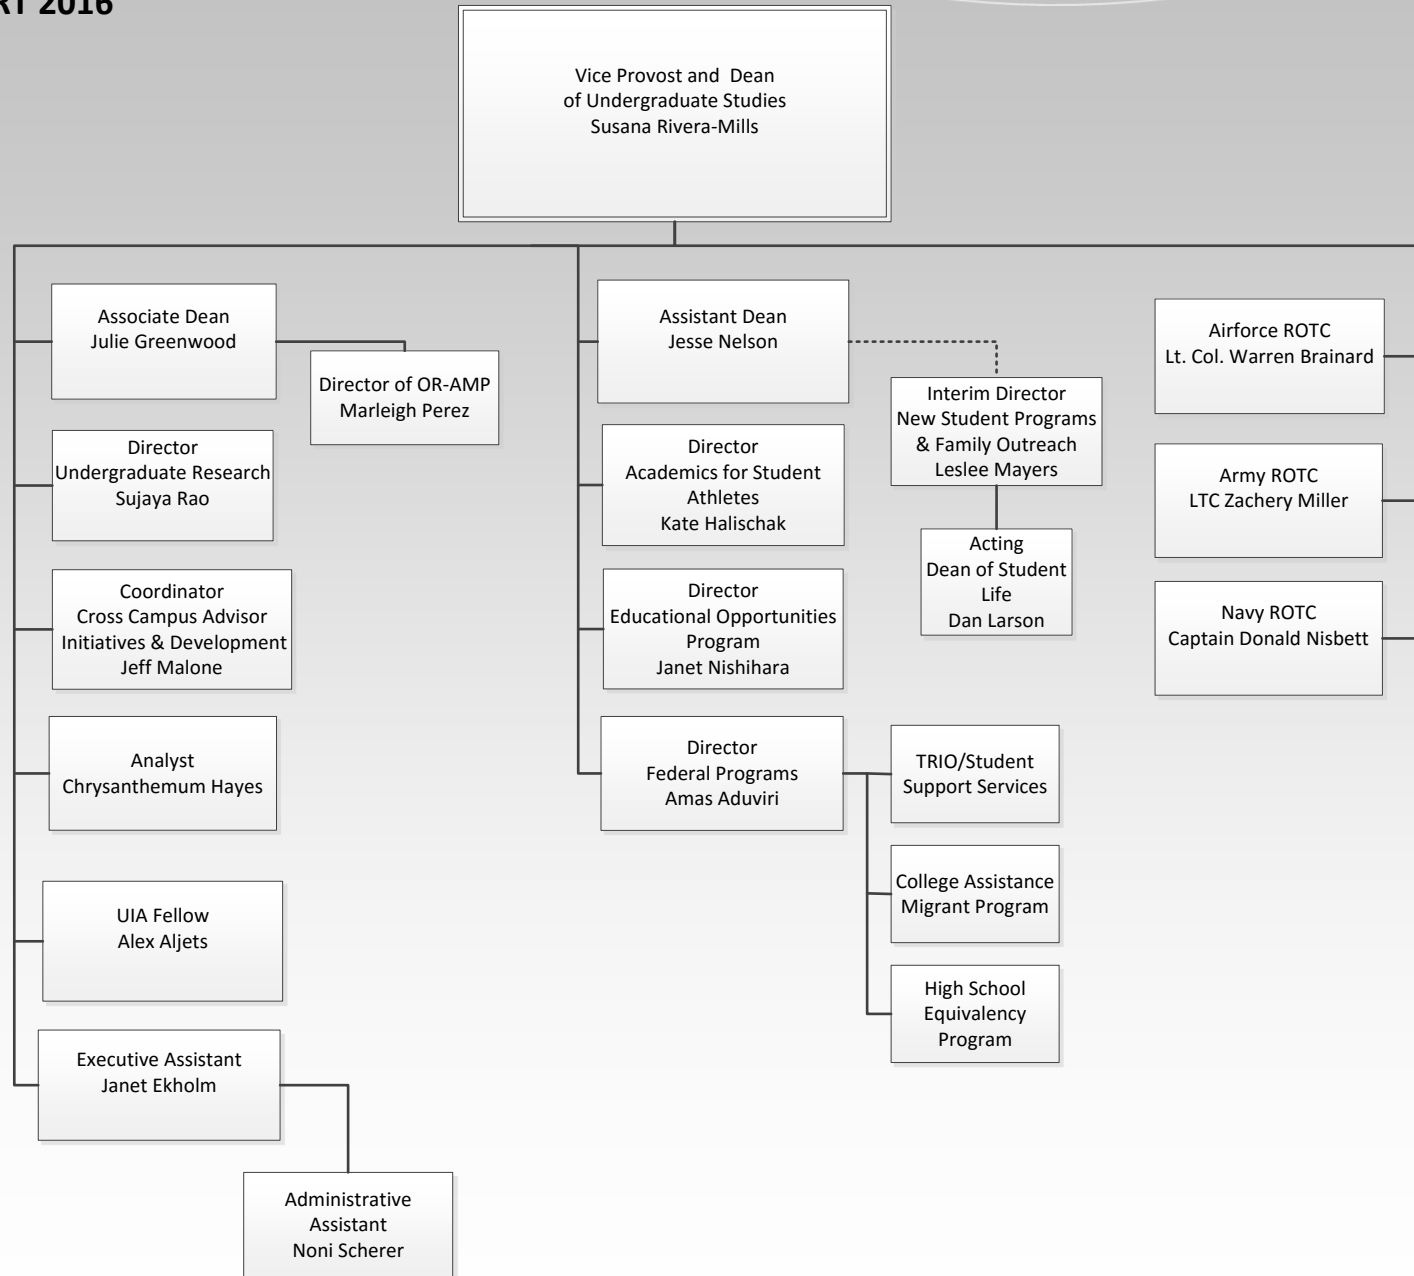 RT 2016
Vice Provost and Dean
of Undergraduate Studies
Susana Rivera-Mills
Associate Dean
Julie Greenwood
Director of OR-AMP
Marleigh Perez
Director
Undergraduate Research
Sujaya Rao
Coordinator
Cross Campus Advisor
Initiatives & Development
Jeff Malone
Analyst
Chrysanthemum Hayes
UIA Fellow
Alex Aljets
Executive Assistant
Janet Ekholm
Administrative
Assistant
Noni Scherer
Assistant Dean
Jesse Nelson
Interim Director
New Student Programs
& Family Outreach
Leslee Mayers
Acting
Dean of Student
Life
Dan Larson
Director
Academics for Student
Athletes
Kate Halischak
Director
Educational Opportunities
Program
Janet Nishihara
Director
Federal Programs
Amas Aduviri
TRIO/Student
Support Services
College Assistance
Migrant Program
High School
Equivalency
Program
Airforce ROTC
Lt. Col. Warren Brainard
Army ROTC
LTC Zachery Miller
Navy ROTC
Captain Donald Nisbett